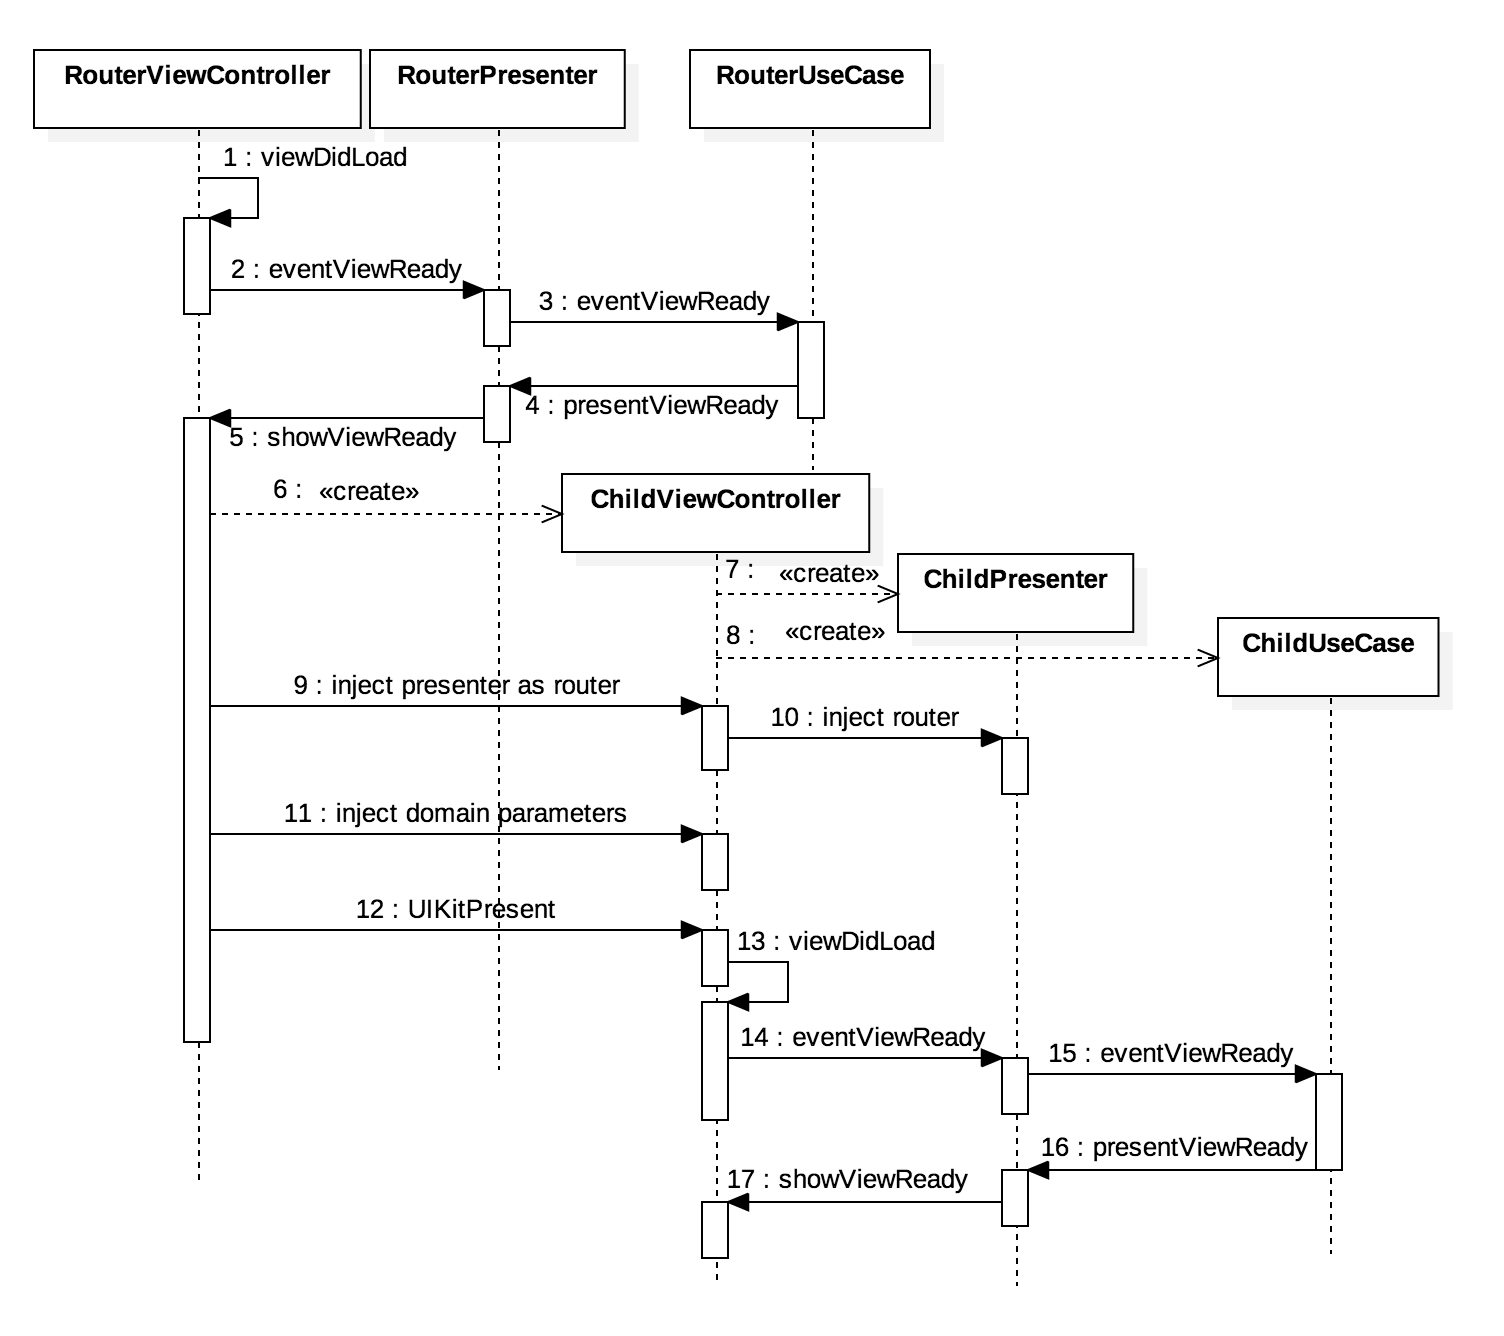 RouterViewController
RouterPresenter
RouterUseCase
1 : viewDidLoad
2 : eventViewReady
3 : eventViewReady
4 : presentViewReady
5 : showViewReady
6 : «create»
ChildViewController
7 : «create»
ChildPresenter
8 : «create»
ChildUseCase
9 : inject presenter as router
10 : inject router
11 : inject domain parameters
12 : UIKitPresent
13 : viewDidLoad
14 : eventViewReady
15 : eventViewReady
16 : presentViewReady
17 : showViewReady